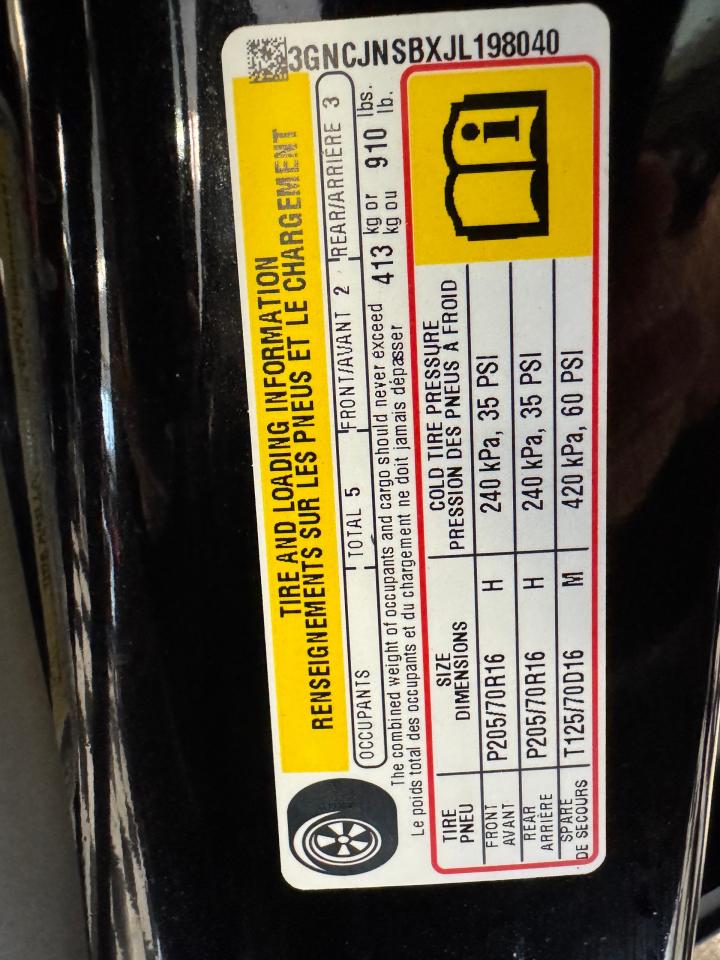 3GNCJNSBXJL198040
TIRE AND LOADING INFORMATION
RENSEIGNEMENTS SUR LES PNEUS ET LE CHARGEMENT
OCCUPANTS TOTAL 5 FRONT/AVANT 2 REAR/ARRIÈRE 3
The combined weight of occupants and cargo should never exceed 413 kg or 910 lbs.
Le poids total des occupants et du chargement ne doit jamais dépasser kg ou lb.
TIRE SIZE COLD TIRE PRESSURE
PNEU DIMENSIONS PRESSION DES PNEUS À FROID
FRONT
AVANT P205/70R16 H 240 kPa, 35 PSI
REAR
ARRIÈRE P205/70R16 H 240 kPa, 35 PSI
SPARE
DE SECOURS T125/70D16 M 420 kPa, 60 PSI